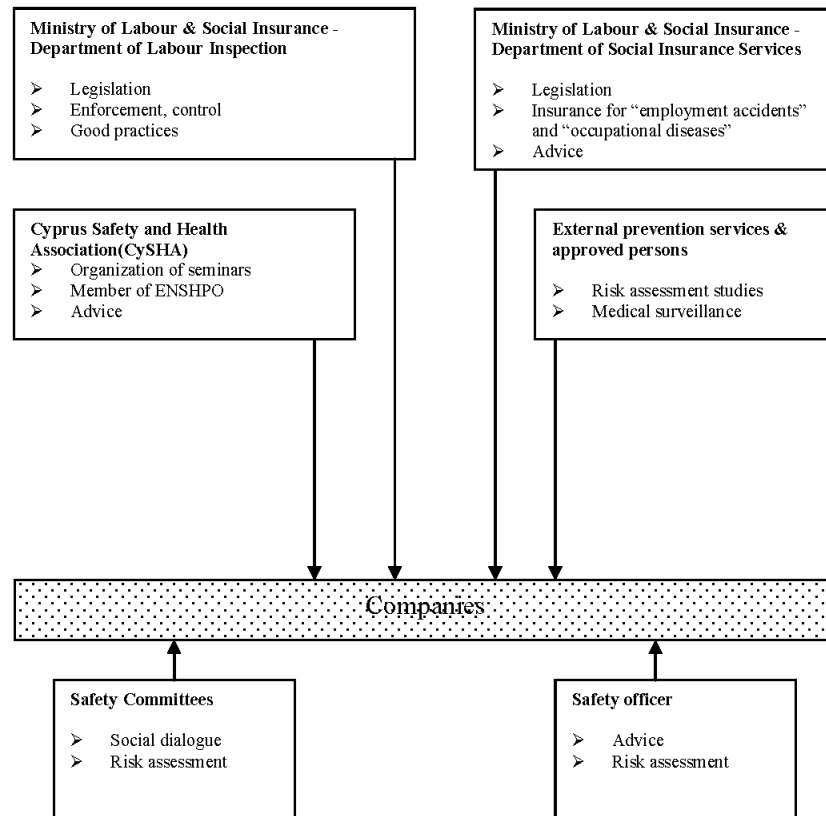 Ministry of Labour & Social Insurance -
Department of Labour Inspection
➢ Legislation
➢ Enforcement, control
➢ Good practices
Ministry of Labour & Social Insurance -
Department of Social Insurance Services
➢ Legislation
➢ Insurance for “employment accidents”
and “occupational diseases”
➢ Advice
Cyprus Safety and Health
Association(CySHA)
➢ Organization of seminars
➢ Member of ENSHPO
➢ Advice
External prevention services &
approved persons
➢ Risk assessment studies
➢ Medical surveillance
Companies
Safety Committees
➢ Social dialogue
➢ Risk assessment
Safety officer
➢ Advice
➢ Risk assessment